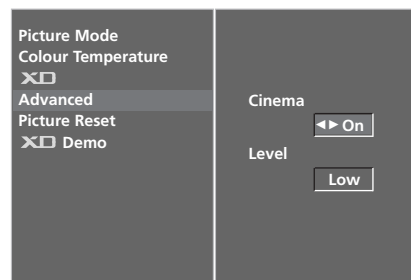 Picture Mode
Colour Temperature
XD
Advanced
Picture Reset
XD Demo
Cinema
◄► On
Level
Low